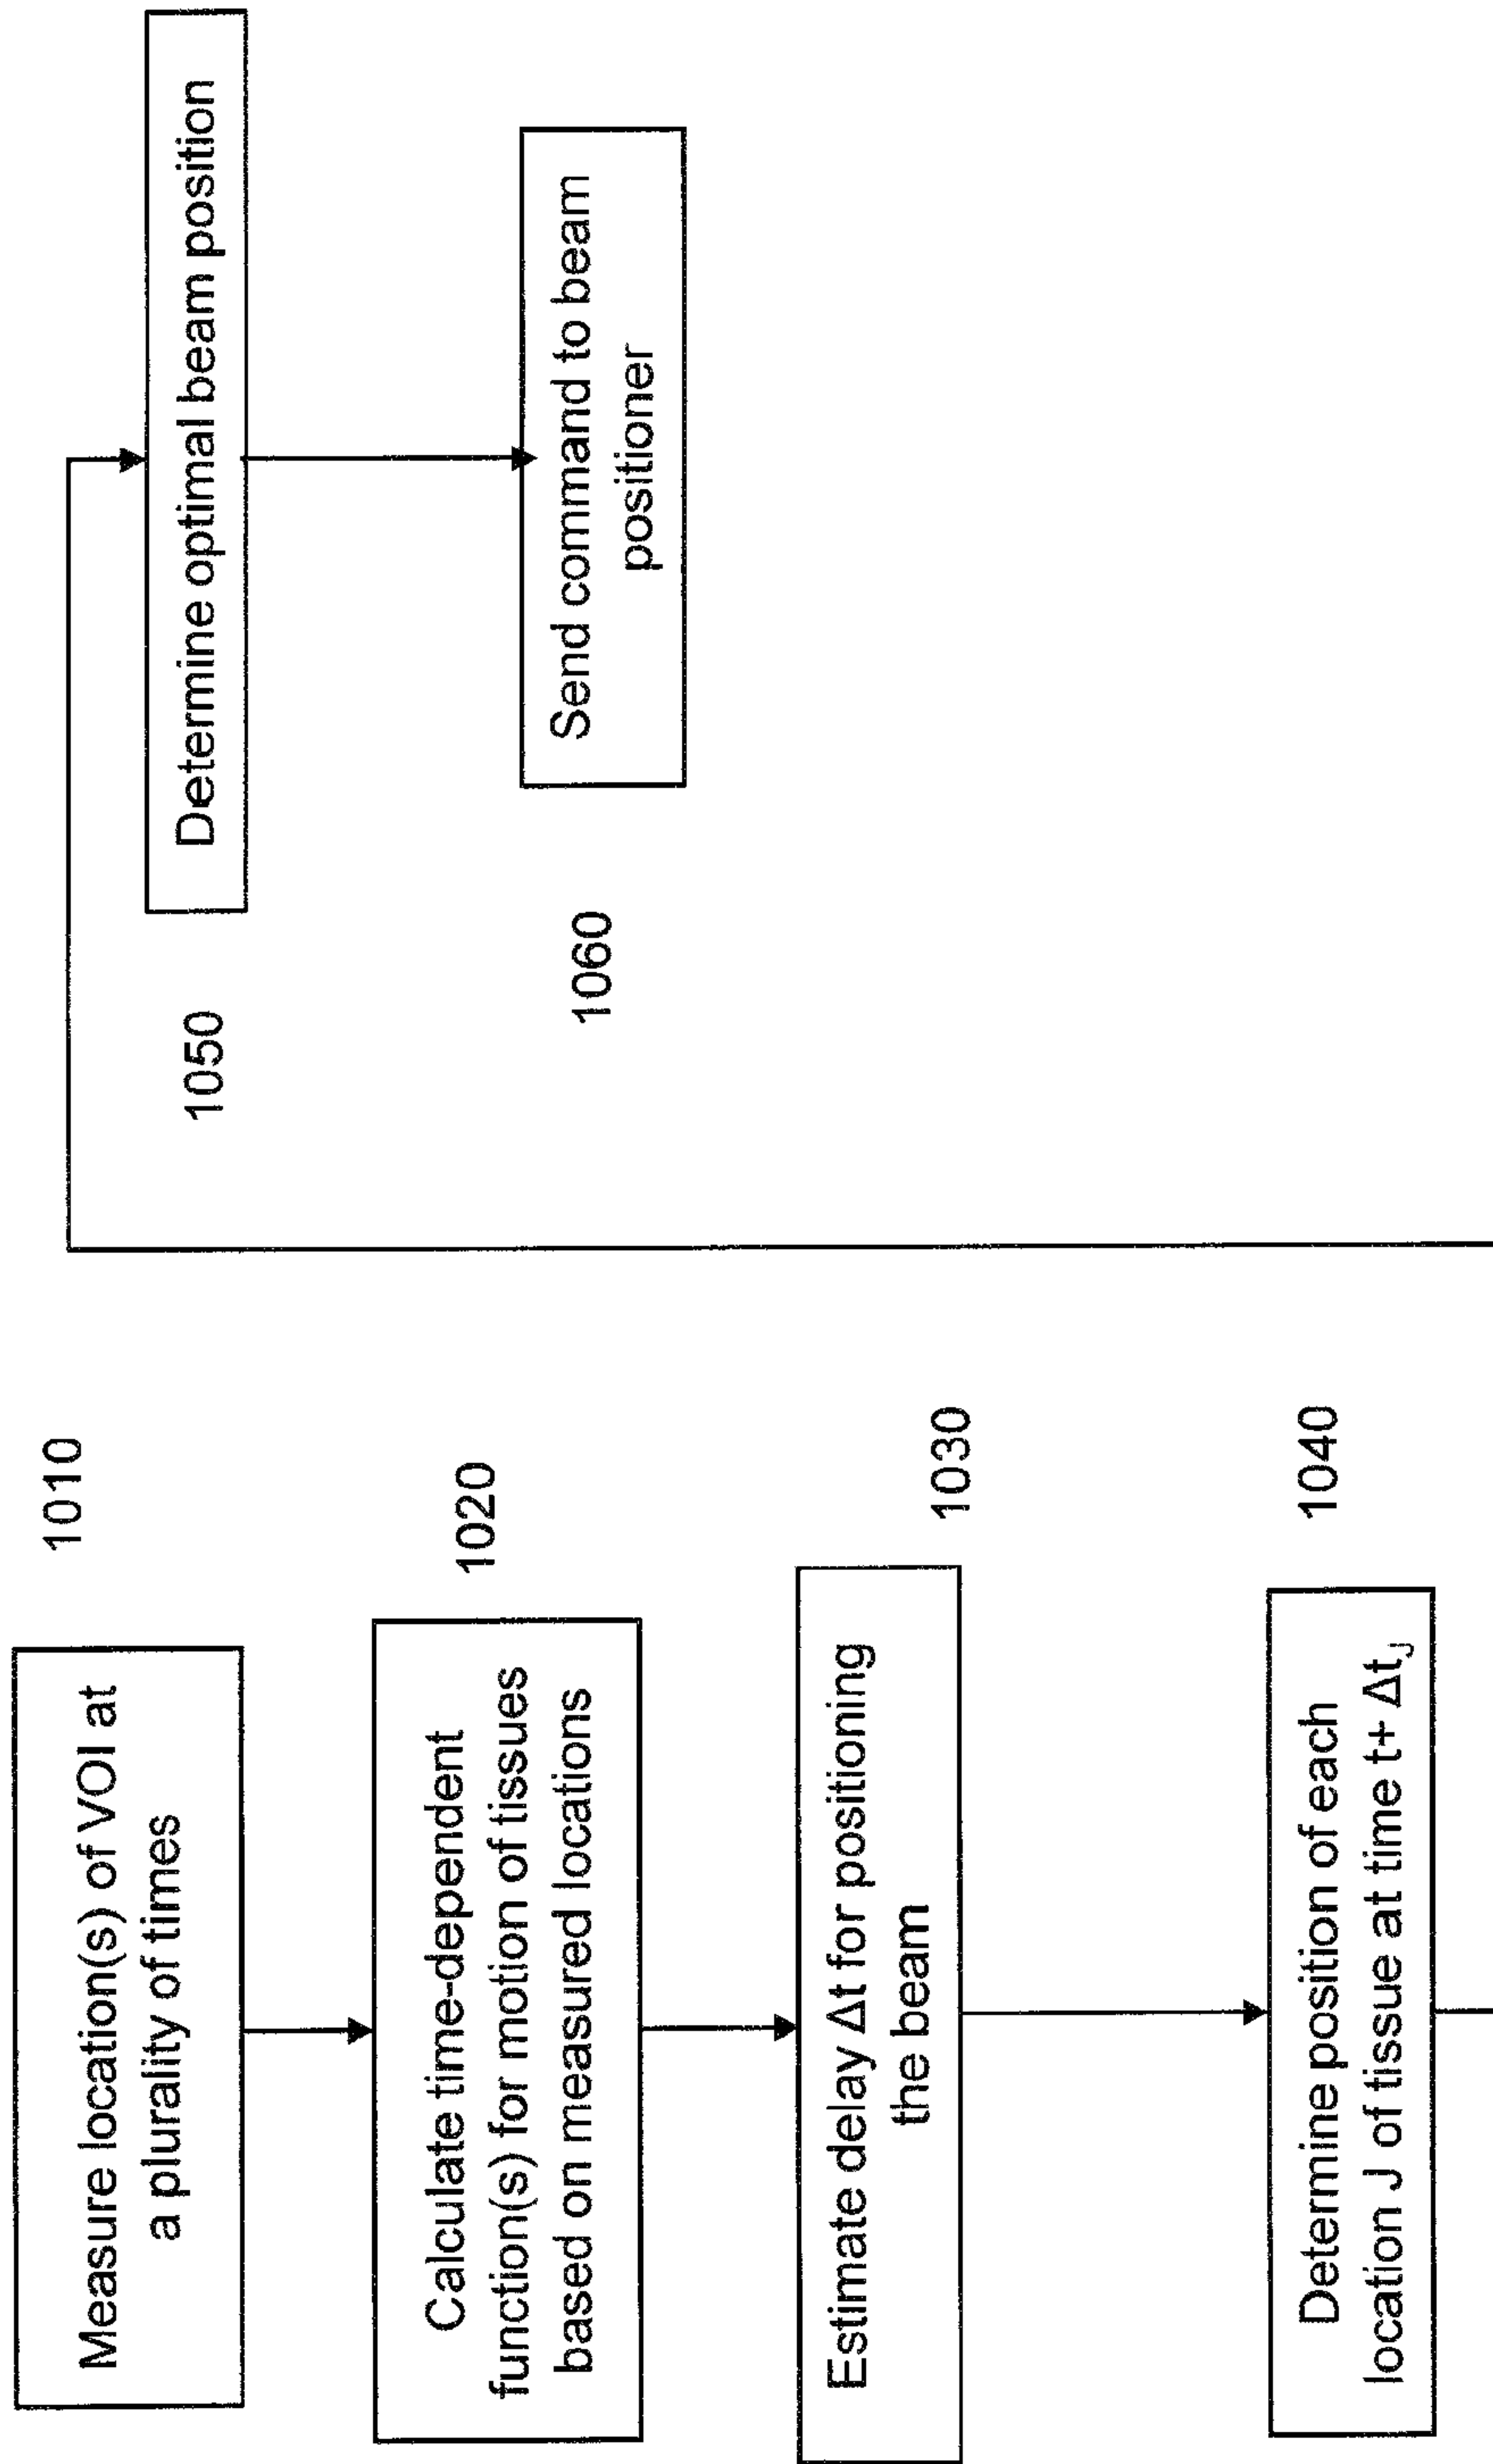 Measure location(s) of VOI at
a plurality of times
1010
Calculate time-dependent
function(s) for motion of tissues
based on measured locations
1020
Estimate delay Δt for positioning
the beam
1030
Determine position of each
location J of tissue at time t+ ΔtJ
1040
Determine optimal beam position
1050
Send command to beam
positioner
1060